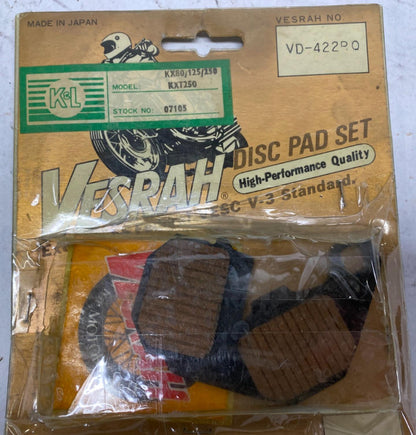 MADE IN JAPAN
VESRAH NO.
VD-422RQ
K&L
KX80/125/250
MODEL: KXT250
STOCK NO: 07105
VESRAH®
DISC PAD SET
High-Performance Quality
V-3 Standard.